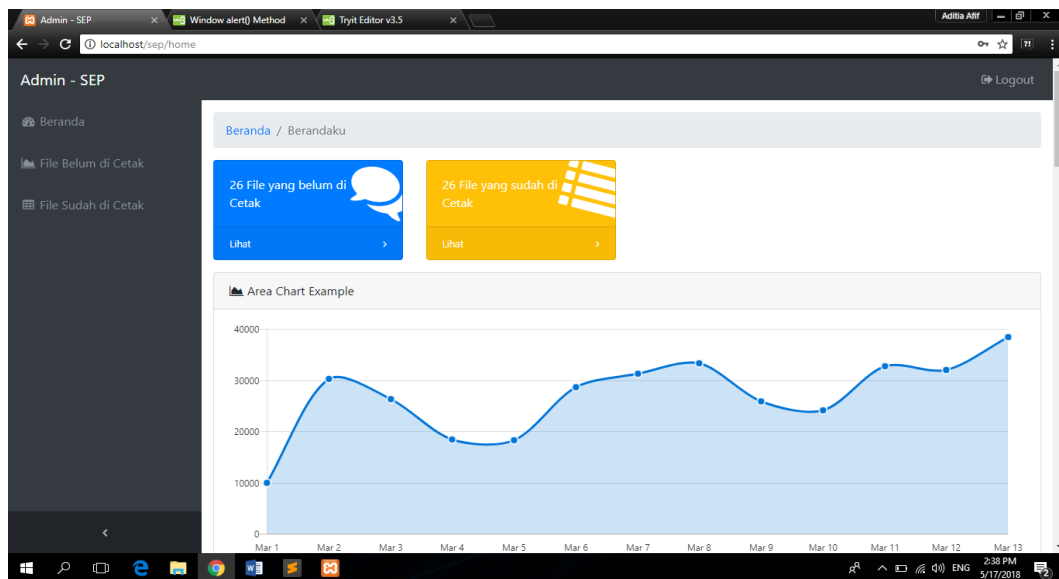 Admin - SEP
Window alert() Method
Tryit Editor v3.5
Aditia Afif
localhost/sep/home
Admin - SEP
Logout
Beranda
File Belum di Cetak
File Sudah di Cetak
Beranda / Berandaku
26 File yang belum di
Cetak
Lihat
26 File yang sudah di
Cetak
Lihat
Area Chart Example
40000
30000
20000
10000
0
Mar 1 Mar 2 Mar 3 Mar 4 Mar 5 Mar 6 Mar 7 Mar 8 Mar 9 Mar 10 Mar 11 Mar 12 Mar 13
ENG
2:38 PM
5/17/2018
2